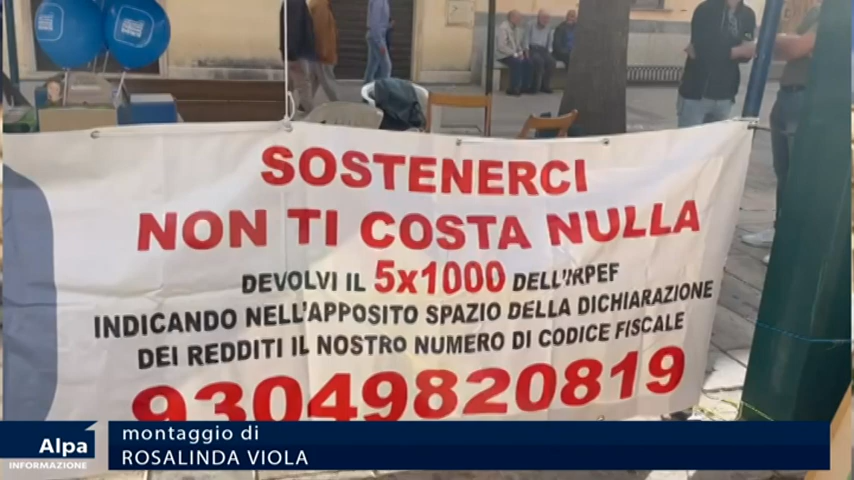 SOSTENERCI
NON TI COSTA NULLA
DEVOLVI IL 5x1000 DELL'IRPEF
INDICANDO NELL'APPOSITO SPAZIO DELLA DICHIARAZIONE
DEI REDDITI IL NOSTRO NUMERO DI CODICE FISCALE
93049820819
Alpa
INFORMAZIONE
montaggio di
ROSALINDA VIOLA